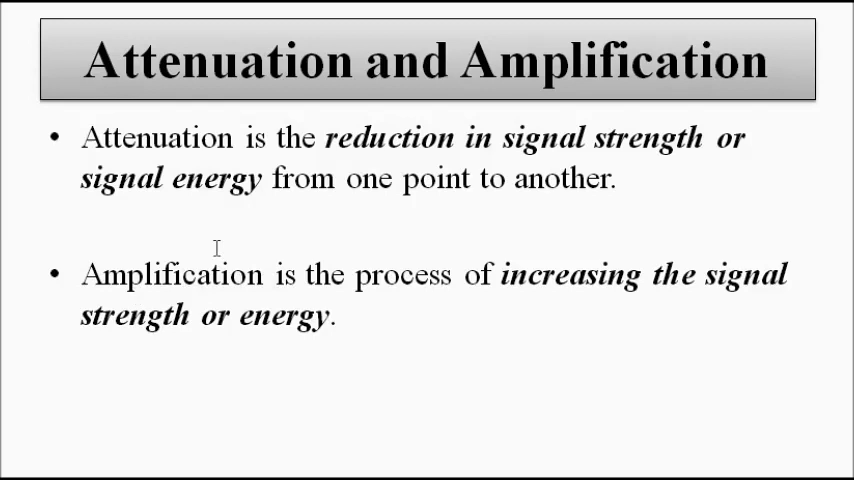 Attenuation and Amplification
• Attenuation is the reduction in signal strength or
signal energy from one point to another.
• Amplification is the process of increasing the signal
strength or energy.